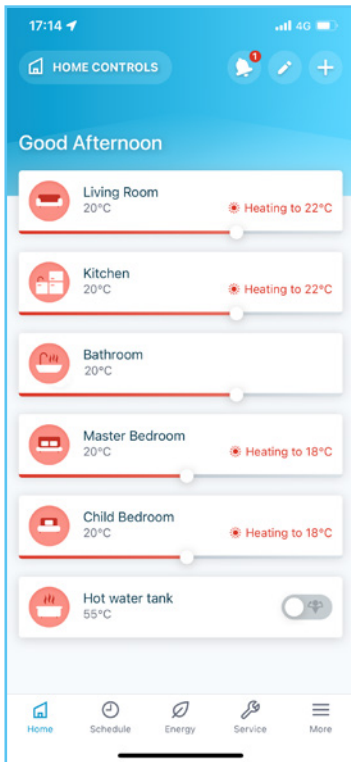 17:14
4G
HOME CONTROLS
1
Good Afternoon
Living Room
20°C
Heating to 22°C
Kitchen
20°C
Heating to 22°C
Bathroom
20°C
Master Bedroom
20°C
Heating to 18°C
Child Bedroom
20°C
Heating to 18°C
Hot water tank
55°C
Home Schedule Energy Service More